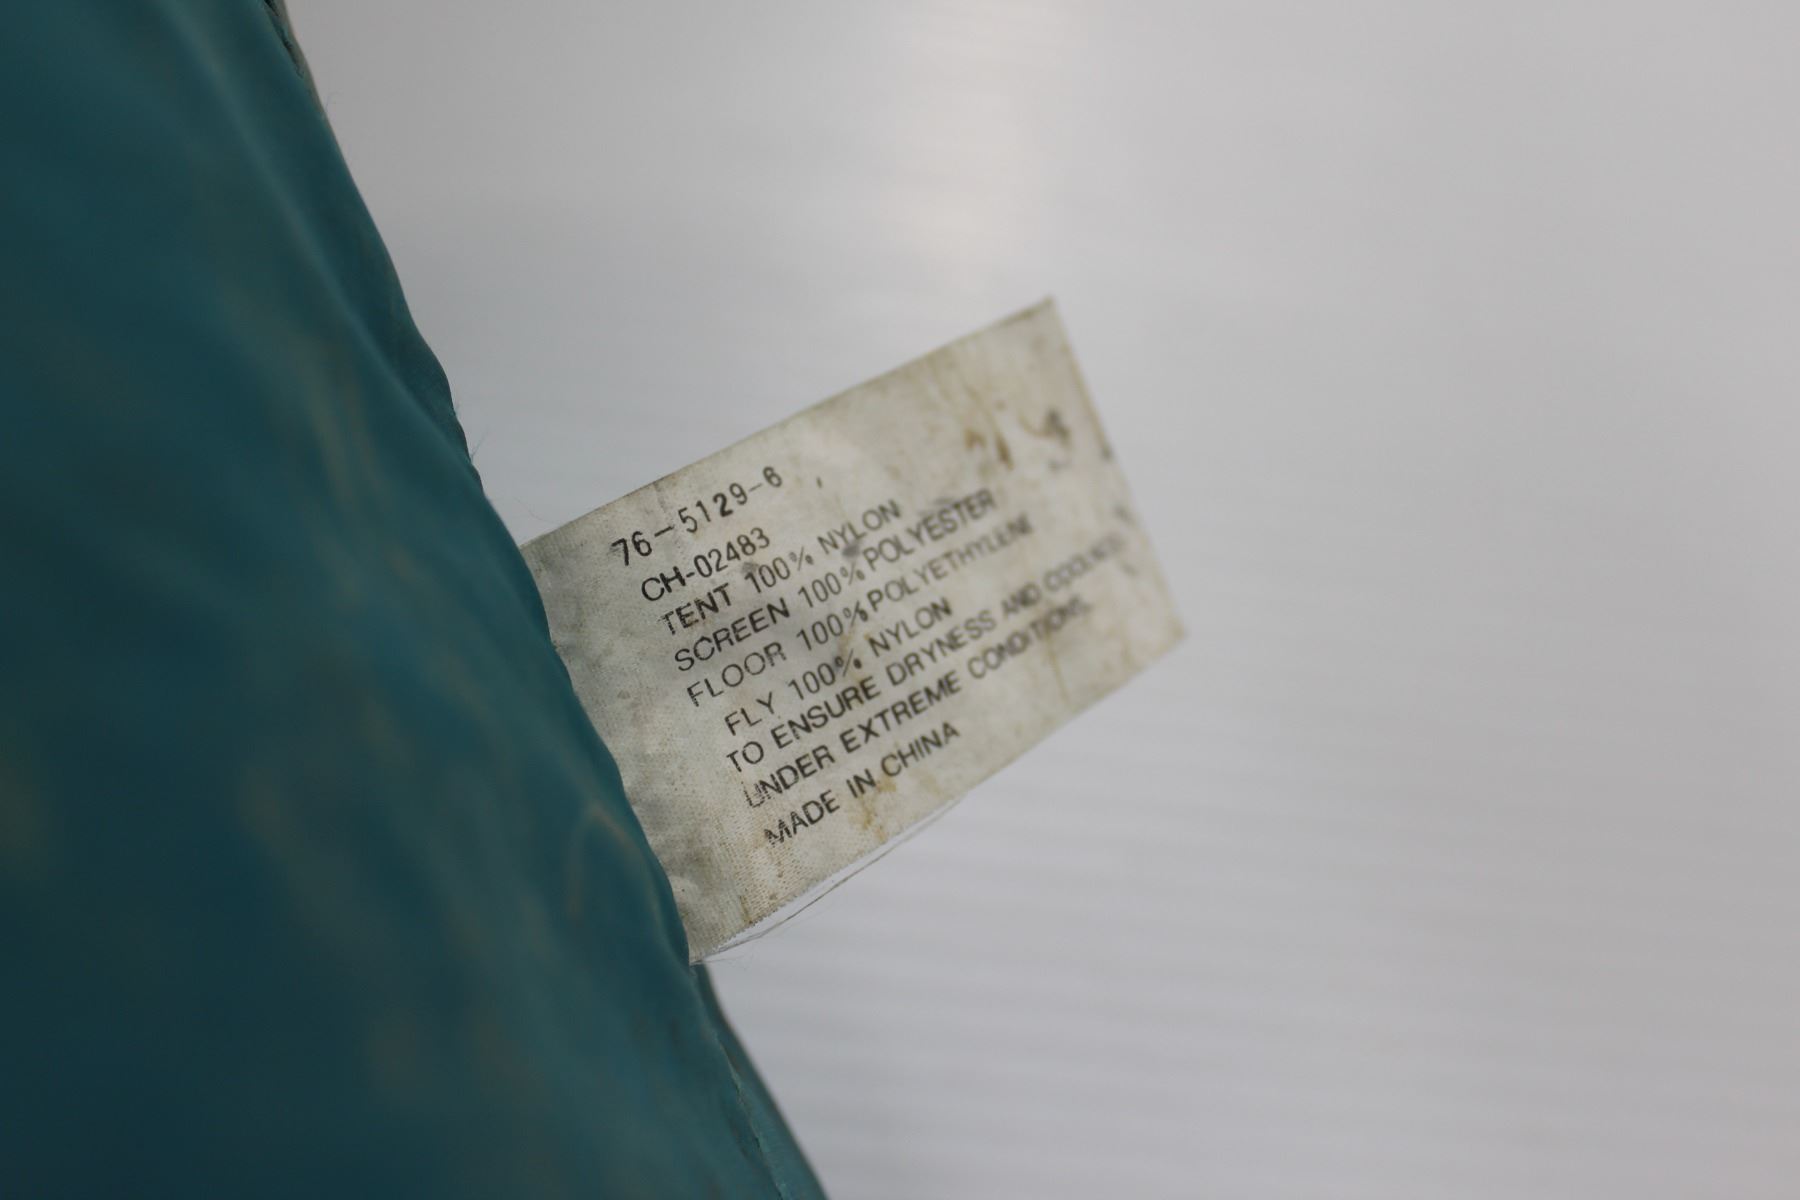 76-5129-6
CH-02483
TENT 100% NYLON
SCREEN 100% POLYESTER
FLOOR 100% POLYETHYLENE
FLY 100% NYLON
TO ENSURE DRYNESS AND COOLNESS
UNDER EXTREME CONDITIONS.
MADE IN CHINA